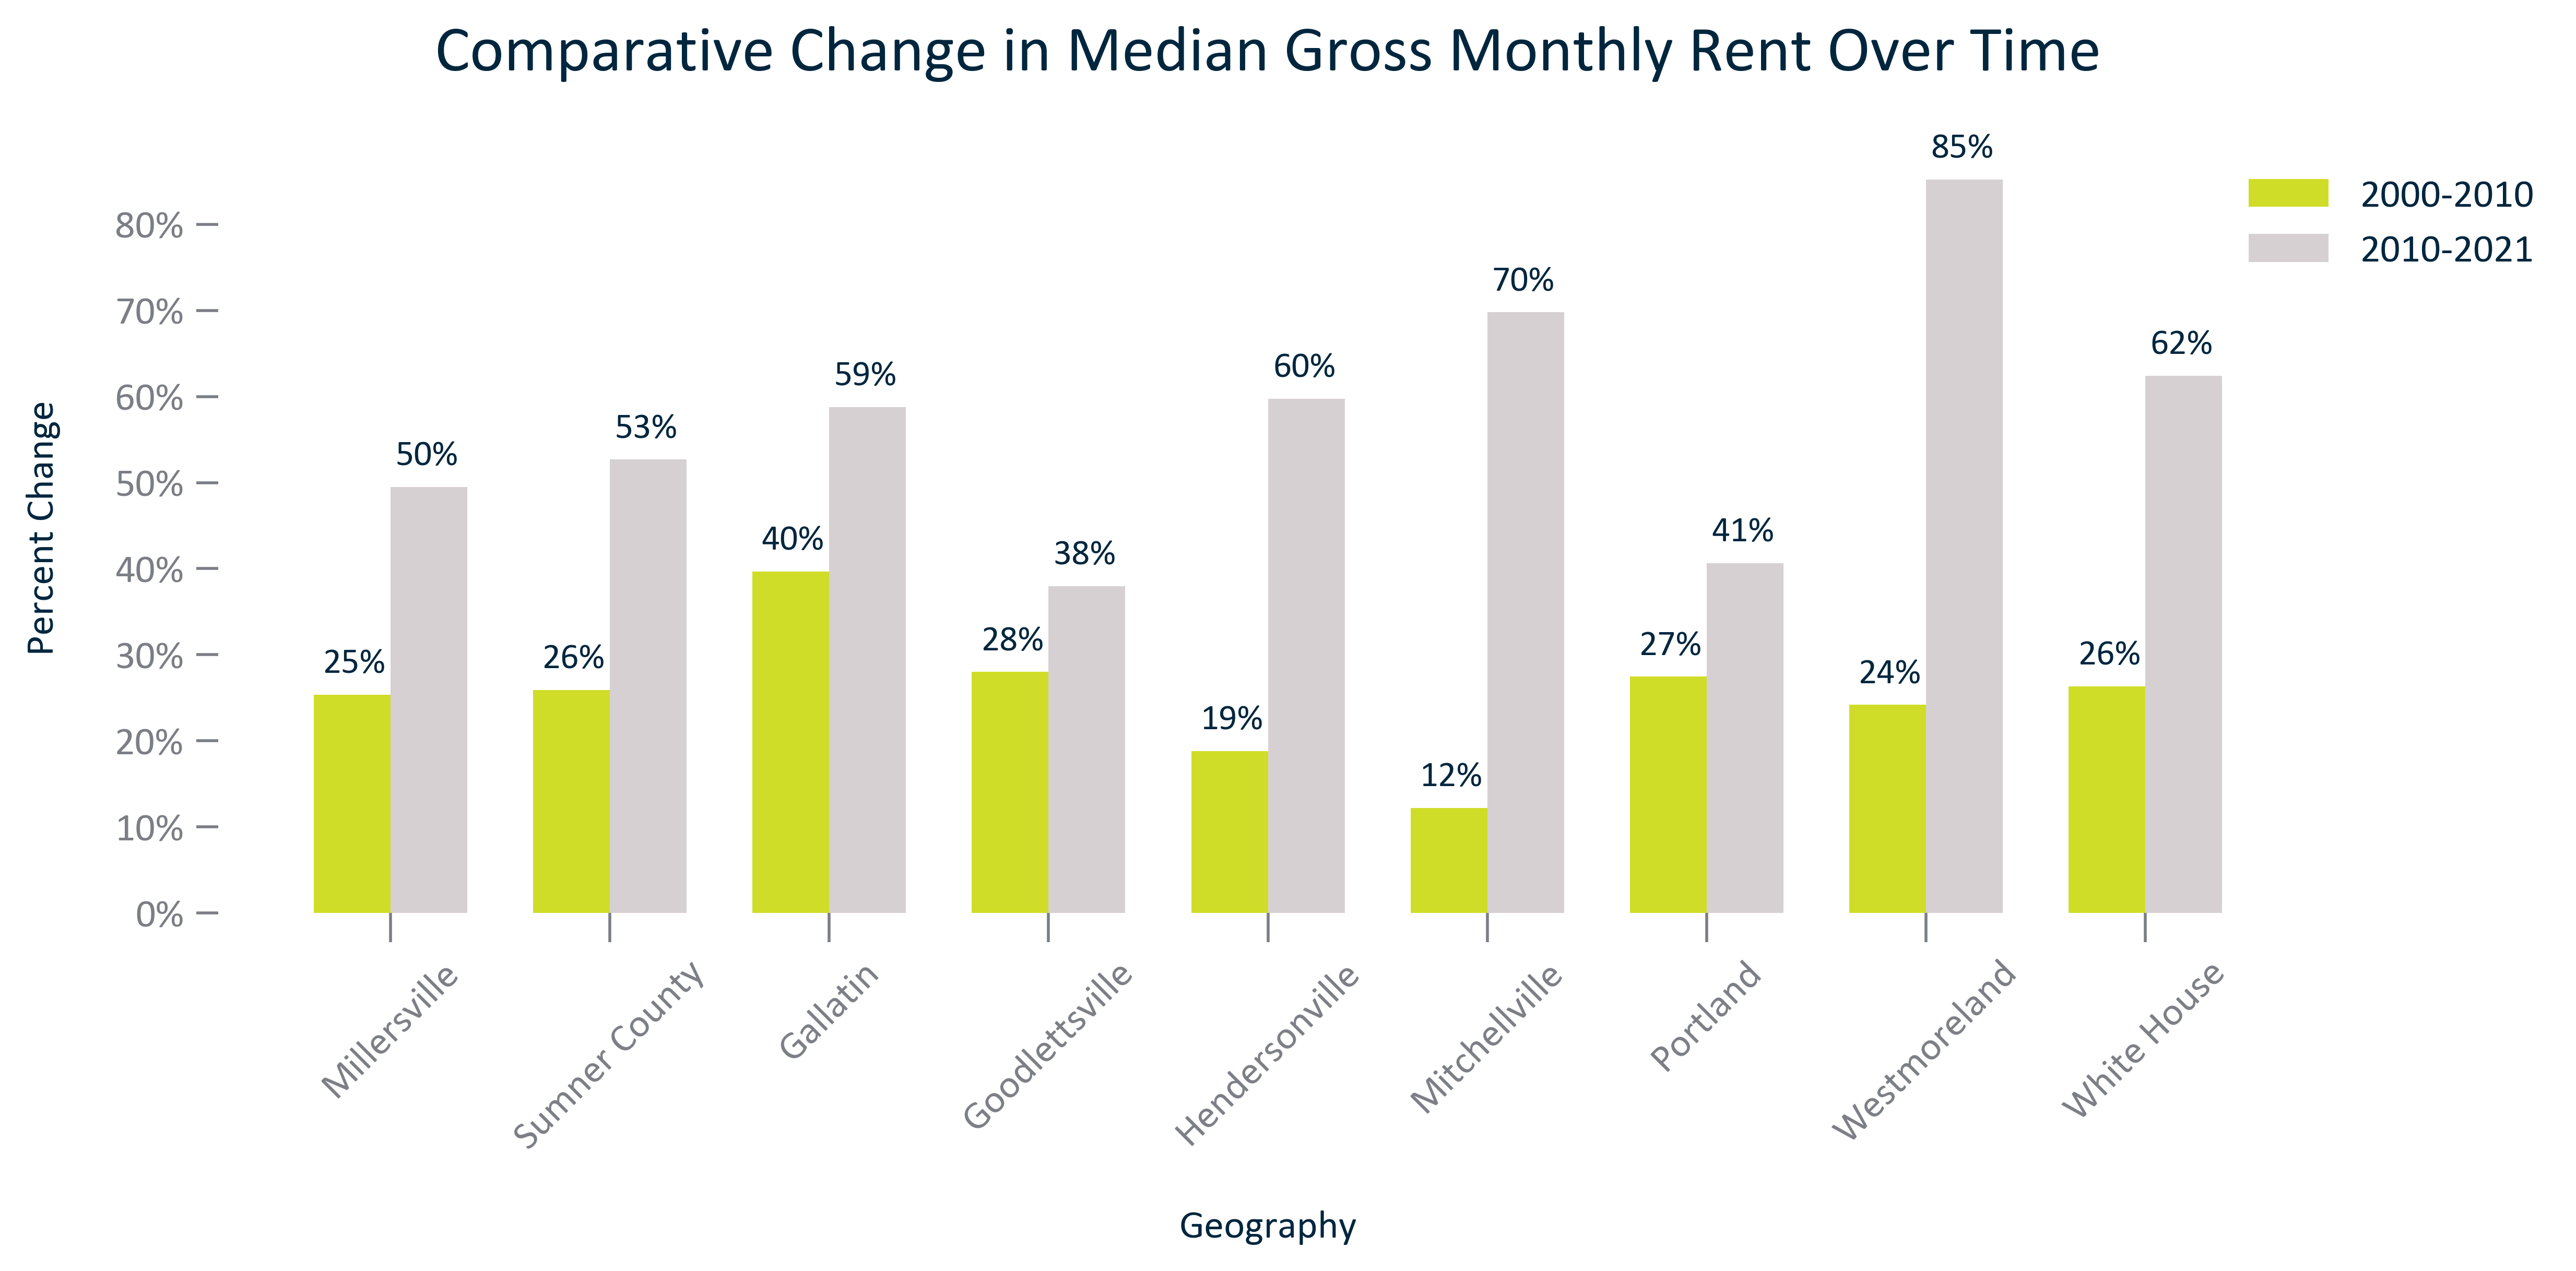 Comparative Change in Median Gross Monthly Rent Over Time
2000-2010
2010-2021
Percent Change
80%
70%
60%
50%
40%
30%
20%
10%
0%
25%
50%
26%
53%
40%
59%
28%
38%
19%
60%
12%
70%
27%
41%
24%
85%
26%
62%
Millersville
Sumner County
Gallatin
Goodlettsville
Hendersonville
Mitchellville
Portland
Westmoreland
White House
Geography